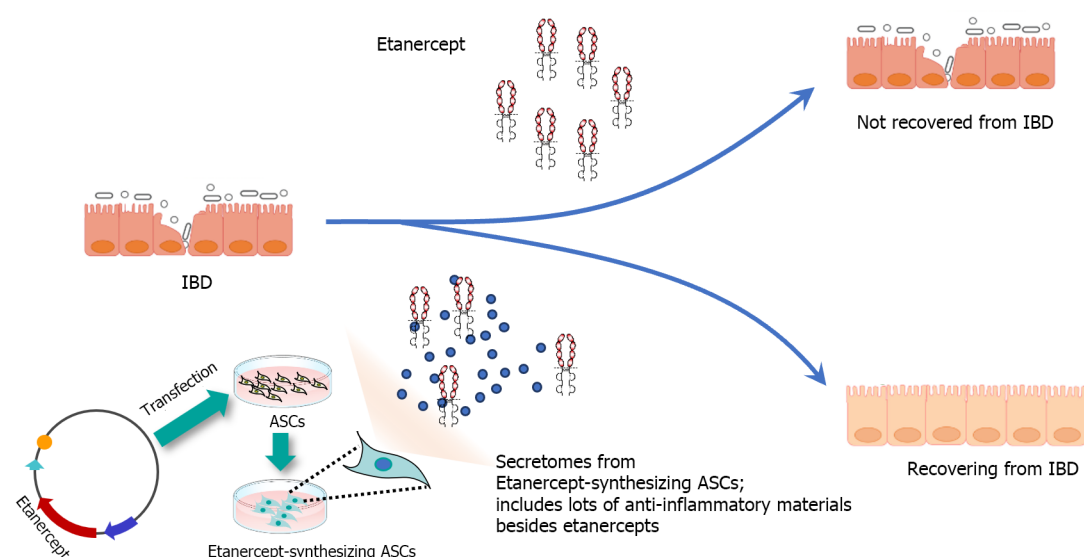 Etanercept
Not recovered from IBD
IBD
Transfection
ASCs
Etanercept
Secretomes from
Etanercept-synthesizing ASCs;
includes lots of anti-inflammatory materials
besides etanercepts
Recovering from IBD
Etanercept-synthesizing ASCs